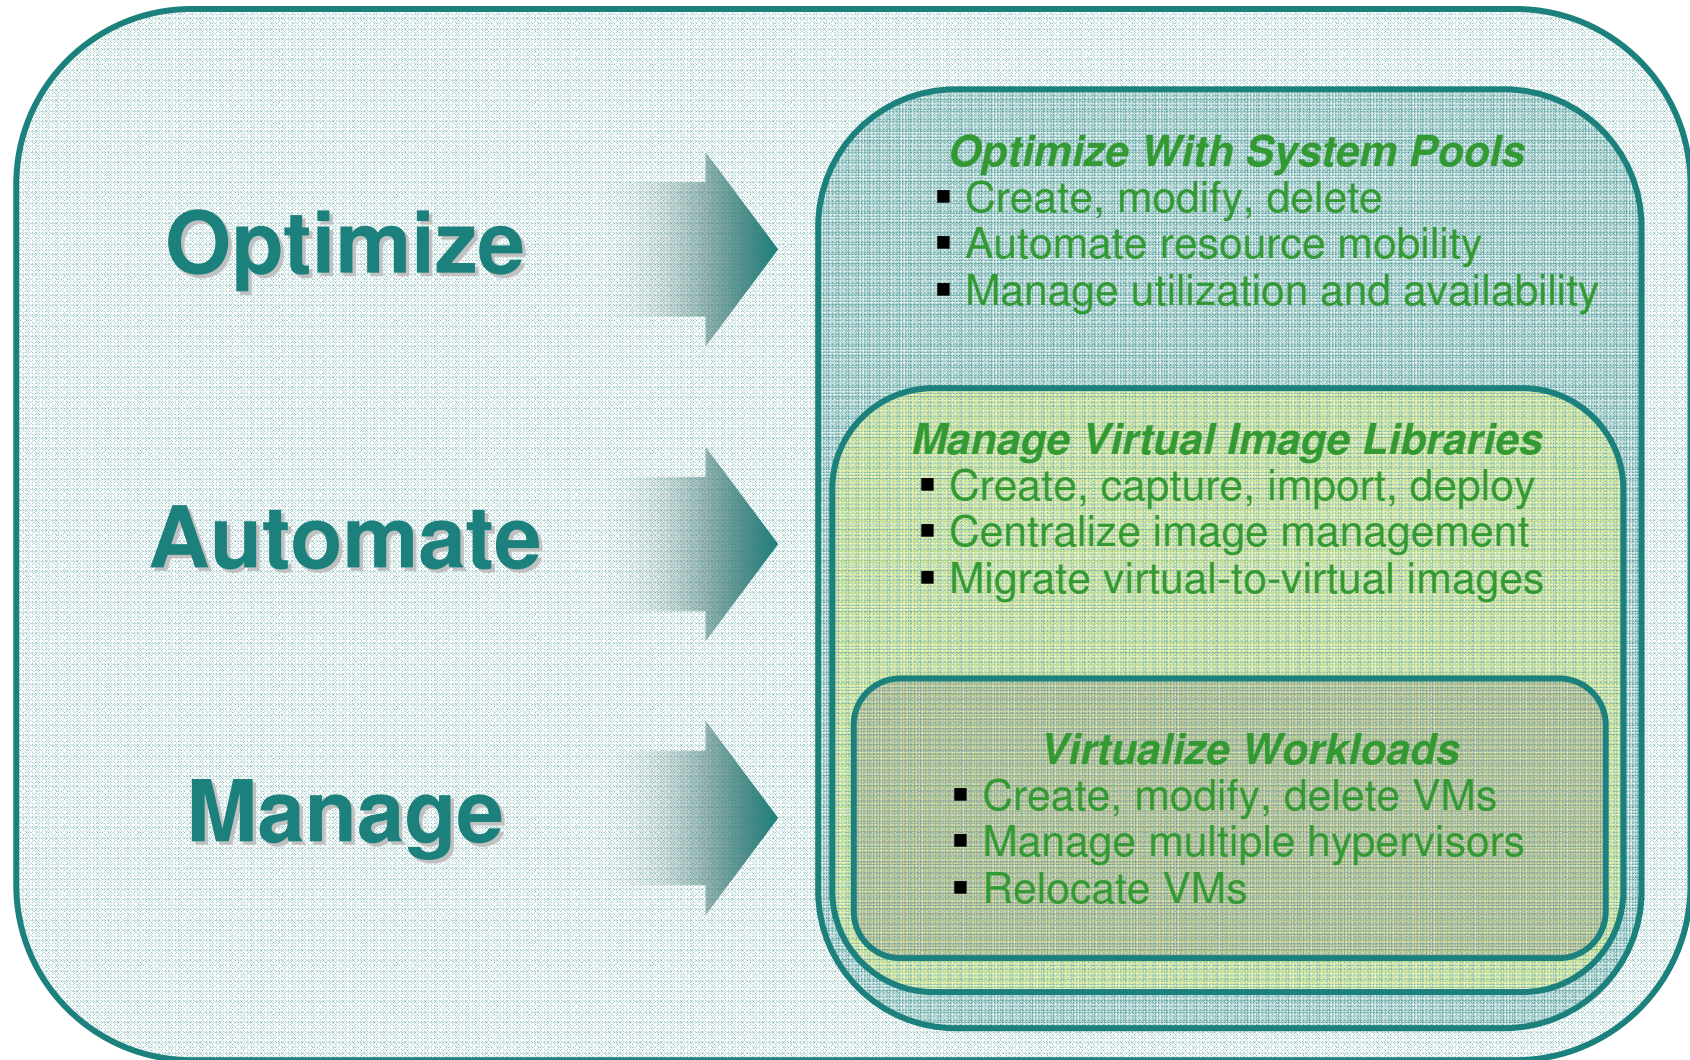 Optimize
Optimize With System Pools
▪ Create, modify, delete
▪ Automate resource mobility
▪ Manage utilization and availability
Automate
Manage Virtual Image Libraries
▪ Create, capture, import, deploy
▪ Centralize image management
▪ Migrate virtual-to-virtual images
Manage
Virtualize Workloads
▪ Create, modify, delete VMs
▪ Manage multiple hypervisors
▪ Relocate VMs